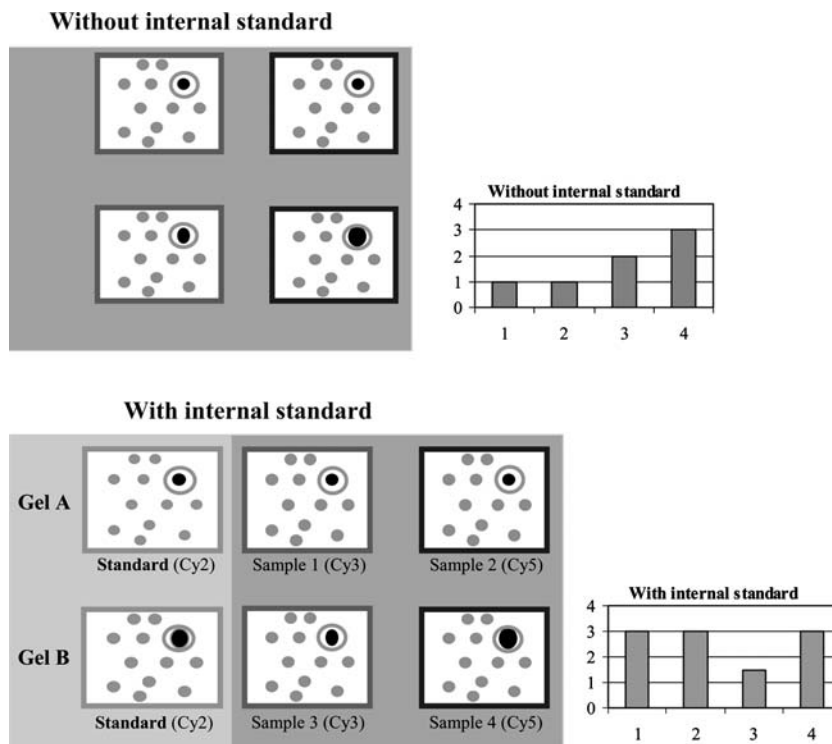 Without internal standard
Without internal standard
4
3
2
1
0
1 2 3 4
With internal standard
Gel A
Standard (Cy2) Sample 1 (Cy3) Sample 2 (Cy5)
Gel B
Standard (Cy2) Sample 3 (Cy3) Sample 4 (Cy5)
With internal standard
4
3
2
1
0
1 2 3 4